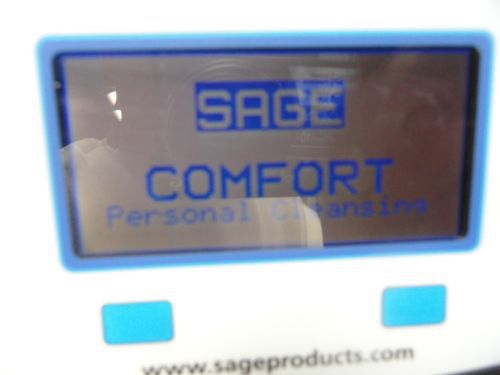 SAGE
COMFORT
Personal Cleansing
www.sageproducts.com